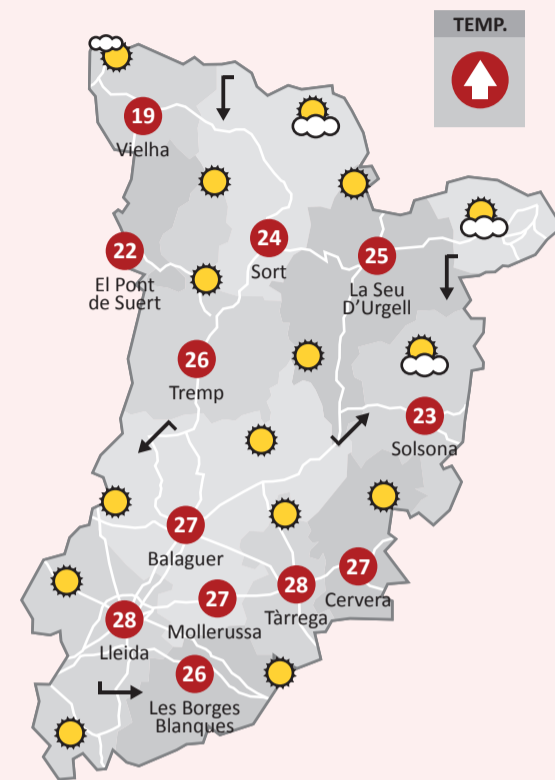 TEMP.
19
Vielha
22
El Pont
de Suert
24
Sort
25
La Seu
D'Urgell
26
Tremp
23
Solsona
27
Balaguer
27
Mollerussa
28
Tàrrega
27
Cervera
28
Lleida
26
Les Borges
Blanques